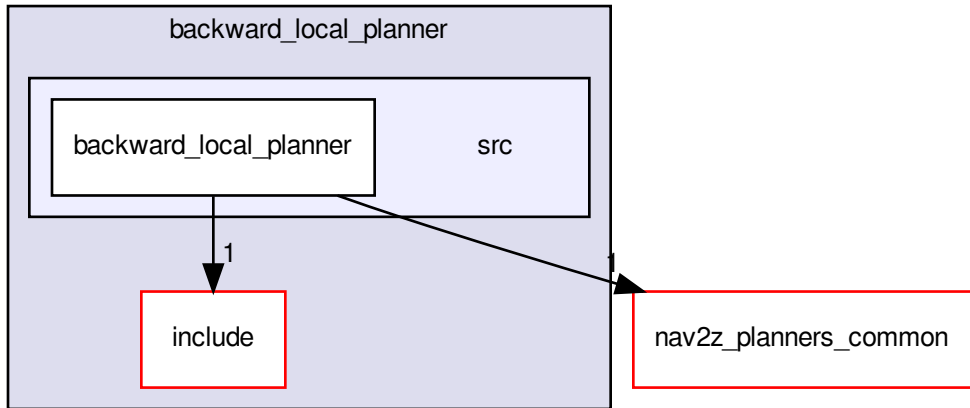 backward_local_planner
backward_local_planner
src
1
1
include
nav2z_planners_common